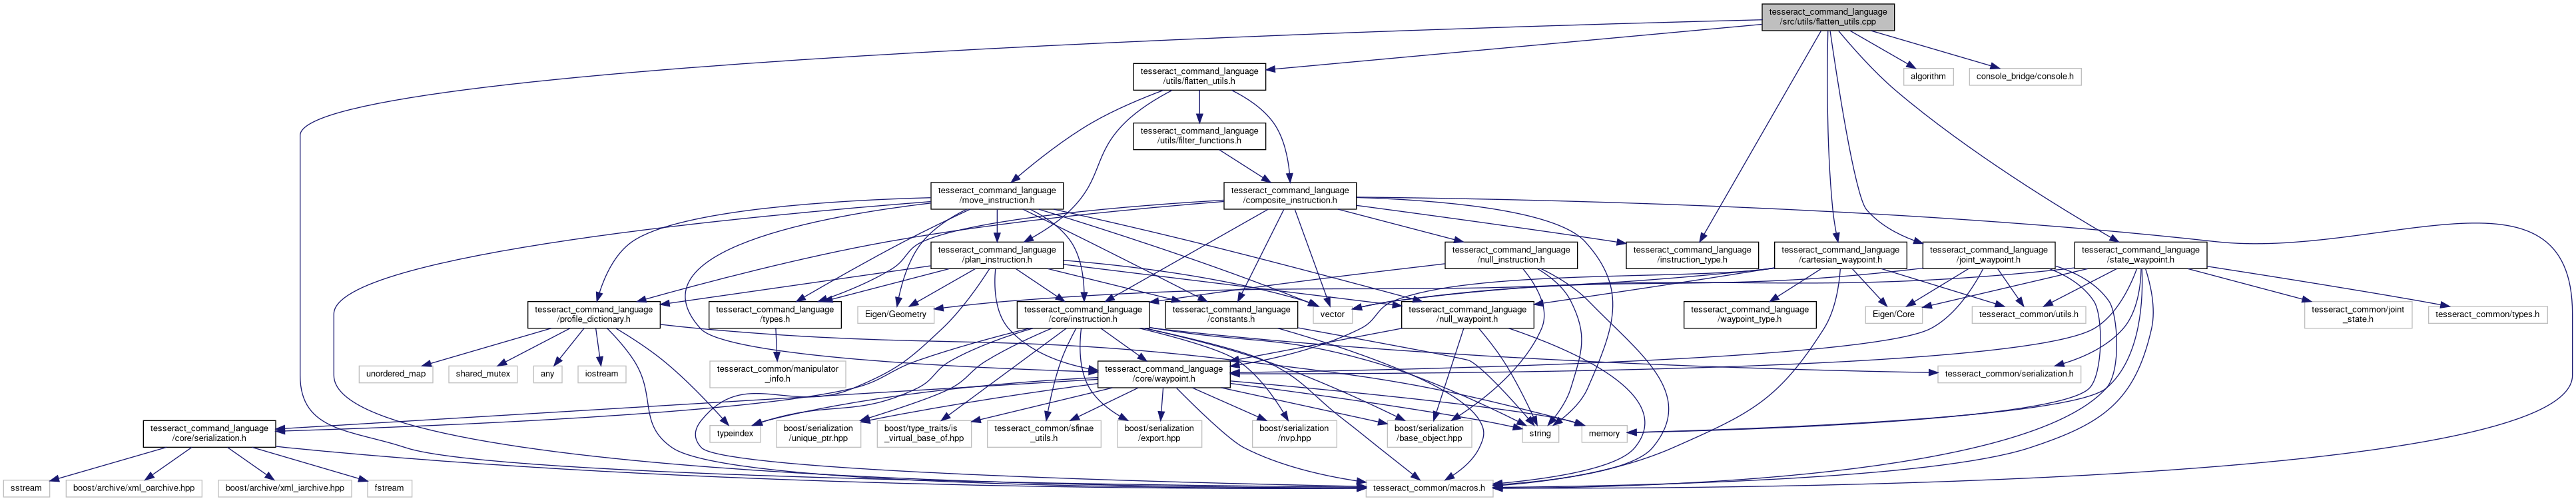 tesseract_command_language
/src/utils/flatten_utils.cpp
tesseract_command_language
/utils/flatten_utils.h
algorithm
console_bridge/console.h
tesseract_command_language
/utils/filter_functions.h
tesseract_command_language
/move_instruction.h
tesseract_command_language
/composite_instruction.h
tesseract_command_language
/plan_instruction.h
tesseract_command_language
/null_instruction.h
tesseract_command_language
/instruction_type.h
tesseract_command_language
/cartesian_waypoint.h
tesseract_command_language
/joint_waypoint.h
tesseract_command_language
/state_waypoint.h
tesseract_command_language
/profile_dictionary.h
tesseract_command_language
/types.h
Eigen/Geometry
tesseract_command_language
/core/instruction.h
tesseract_command_language
/constants.h
vector
tesseract_command_language
/null_waypoint.h
tesseract_command_language
/waypoint_type.h
Eigen/Core
tesseract_common/utils.h
tesseract_common/joint
_state.h
tesseract_common/types.h
unordered_map
shared_mutex
any
iostream
tesseract_common/manipulator
_info.h
tesseract_command_language
/core/waypoint.h
tesseract_common/serialization.h
tesseract_command_language
/core/serialization.h
typeindex
boost/serialization
/unique_ptr.hpp
boost/type_traits/is
_virtual_base_of.hpp
tesseract_common/sfinae
_utils.h
boost/serialization
/export.hpp
boost/serialization
/nvp.hpp
boost/serialization
/base_object.hpp
string
memory
sstream
boost/archive/xml_oarchive.hpp
boost/archive/xml_iarchive.hpp
fstream
tesseract_common/macros.h